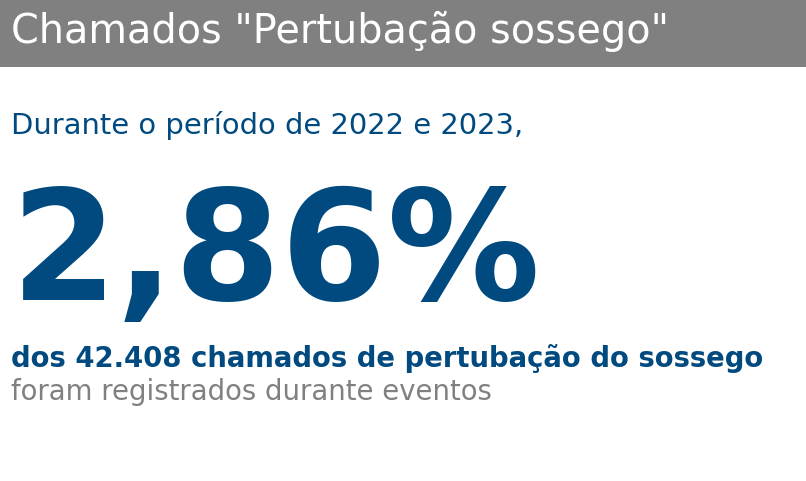 Chamados "Pertubação sossego"
Durante o período de 2022 e 2023,
2,86%
dos 42.408 chamados de pertubação do sossego
foram registrados durante eventos